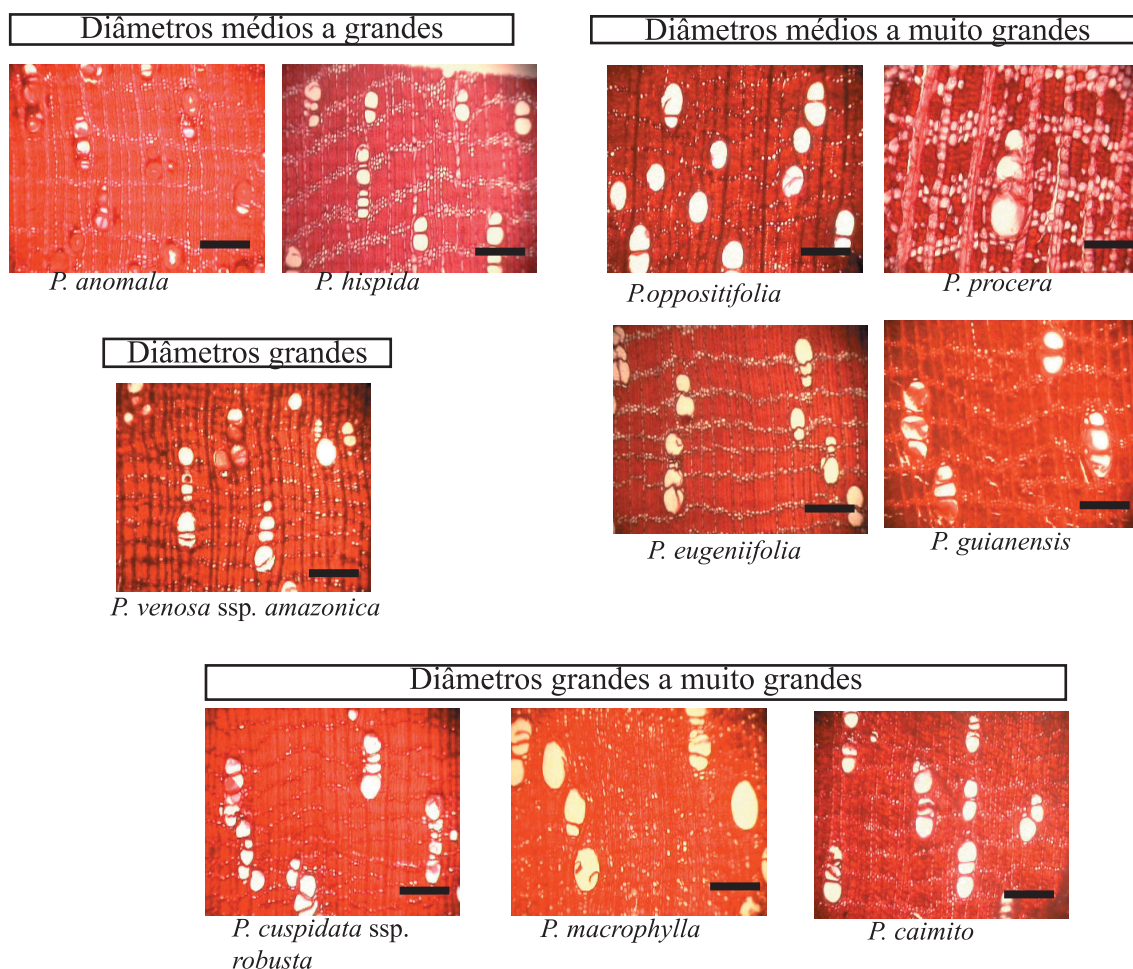 Diâmetros médios a grandes
P. anomala
P. hispida
Diâmetros médios a muito grandes
P.oppositifolia
P. procera
P. eugeniifolia
P. guianensis
Diâmetros grandes
P. venosa ssp. amazonica
Diâmetros grandes a muito grandes
P. cuspidata ssp.
robusta
P. macrophylla
P. caimito